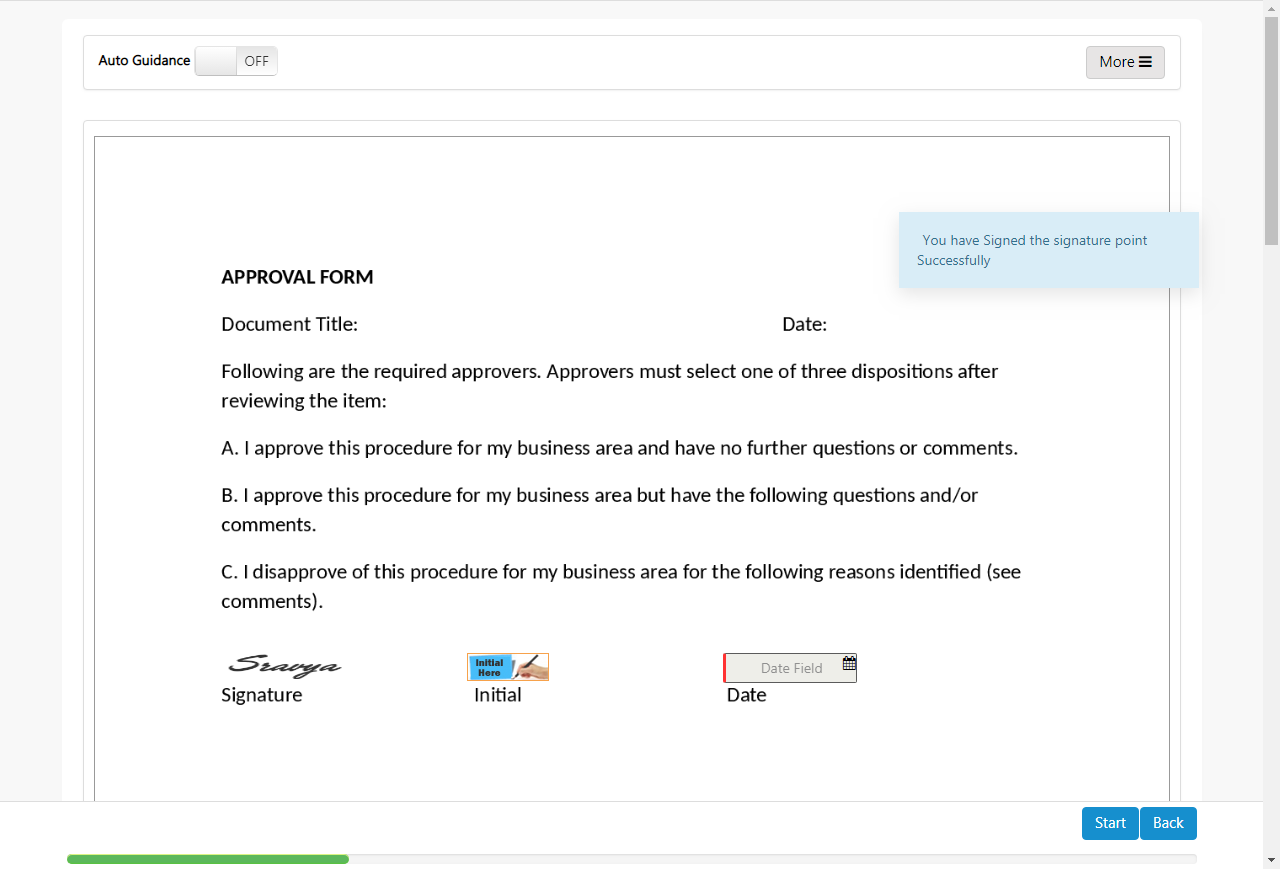 Auto Guidance OFF More
You have Signed the signature point
Successfully
APPROVAL FORM
Document Title: Date:
Following are the required approvers. Approvers must select one of three dispositions after
reviewing the item:
A. I approve this procedure for my business area and have no further questions or comments.
B. I approve this procedure for my business area but have the following questions and/or
comments.
C. I disapprove of this procedure for my business area for the following reasons identified (see
comments).
Sravya Initial Here Date Field
Signature Initial Date
Start Back